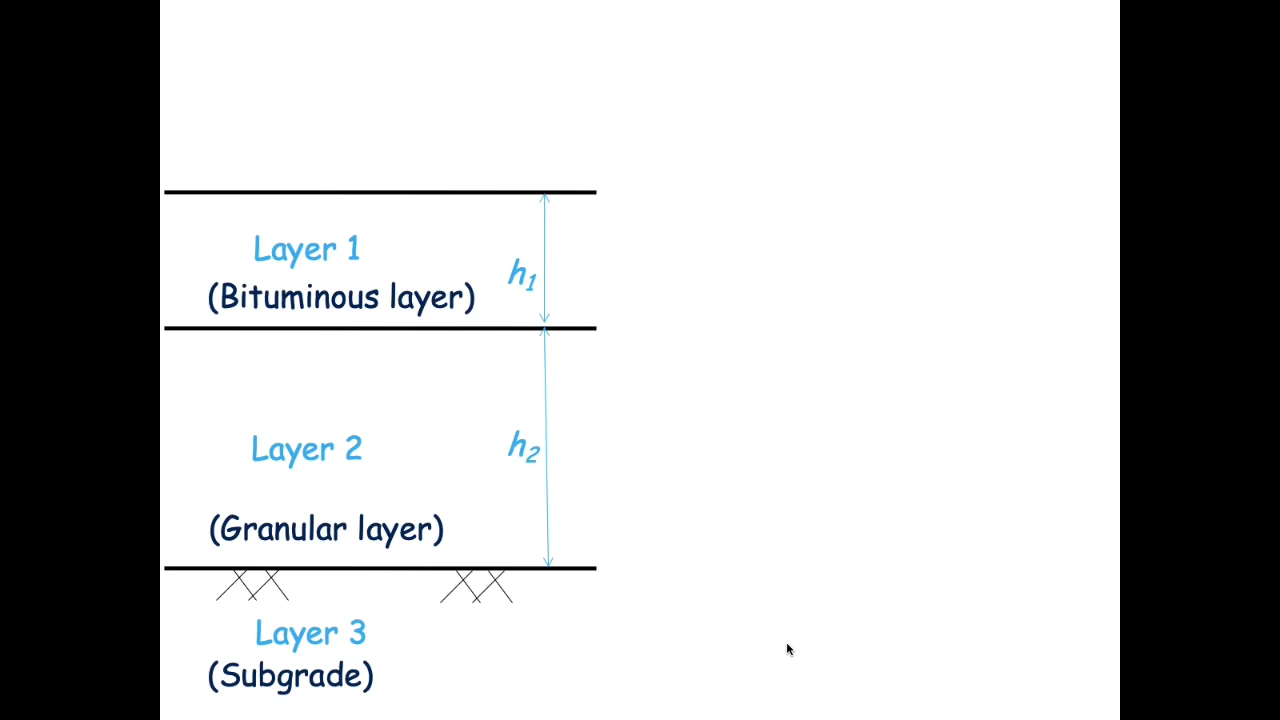 Layer 1
(Bituminous layer)
h1
Layer 2
h2
(Granular layer)
Layer 3
(Subgrade)